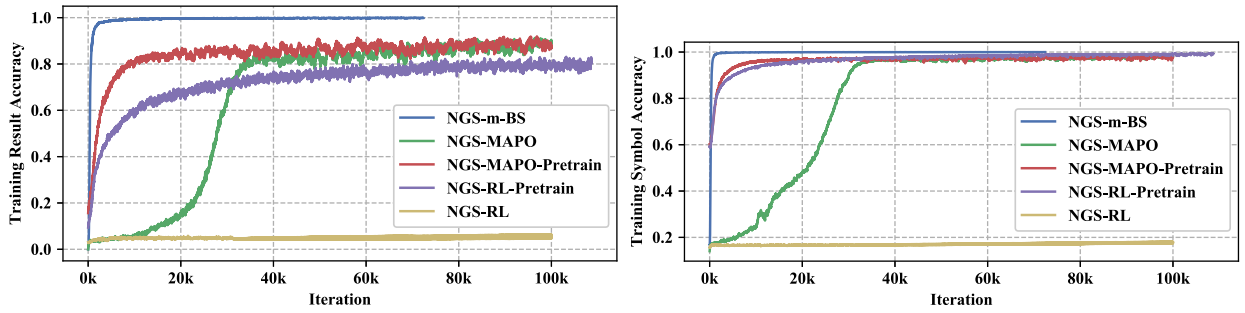 Training Result Accuracy
1.0
0.8
0.6
0.4
0.2
0.0
NGS-m-BS
NGS-MAPO
NGS-MAPO-Pretrain
NGS-RL-Pretrain
NGS-RL
0k
20k
40k
60k
80k
100k
Iteration
Training Symbol Accuracy
1.0
0.8
0.6
0.4
0.2
NGS-m-BS
NGS-MAPO
NGS-MAPO-Pretrain
NGS-RL-Pretrain
NGS-RL
0k
20k
40k
60k
80k
100k
Iteration